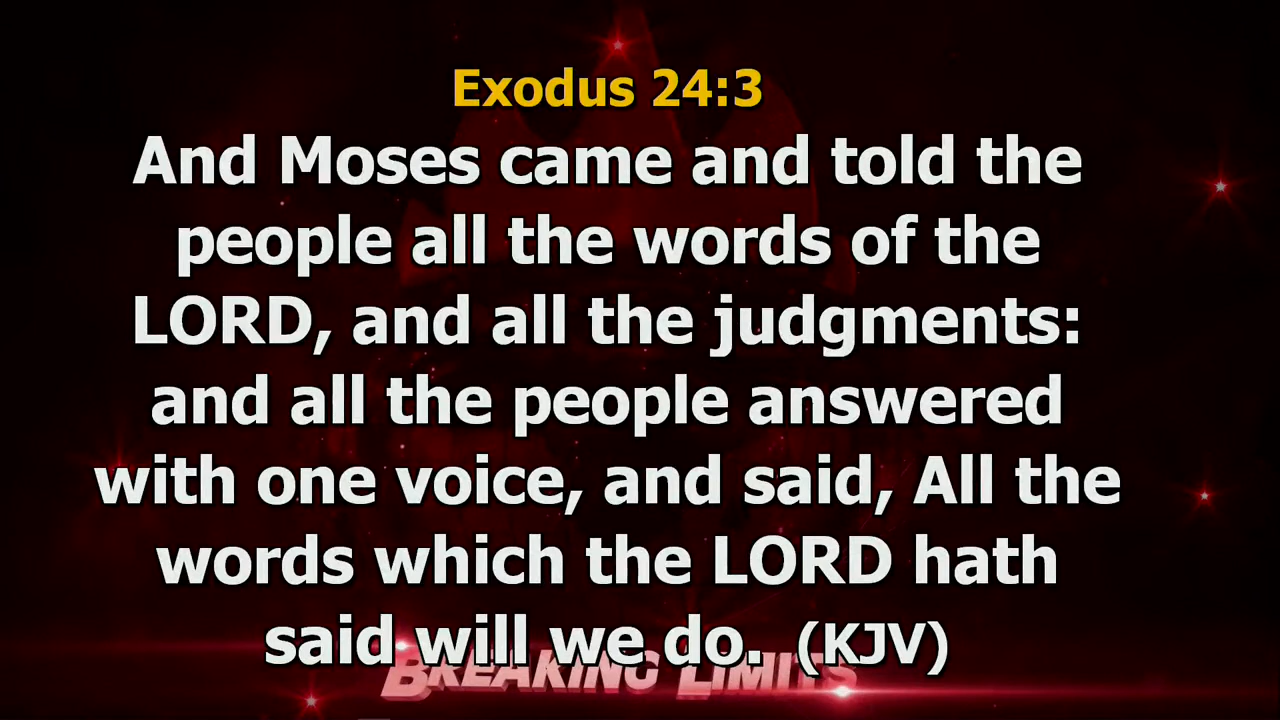 Exodus 24:3
And Moses came and told the
people all the words of the
LORD, and all the judgments:
and all the people answered
with one voice, and said, All the
words which the LORD hath
said will we do. (KJV)
BREAKING LIMITS